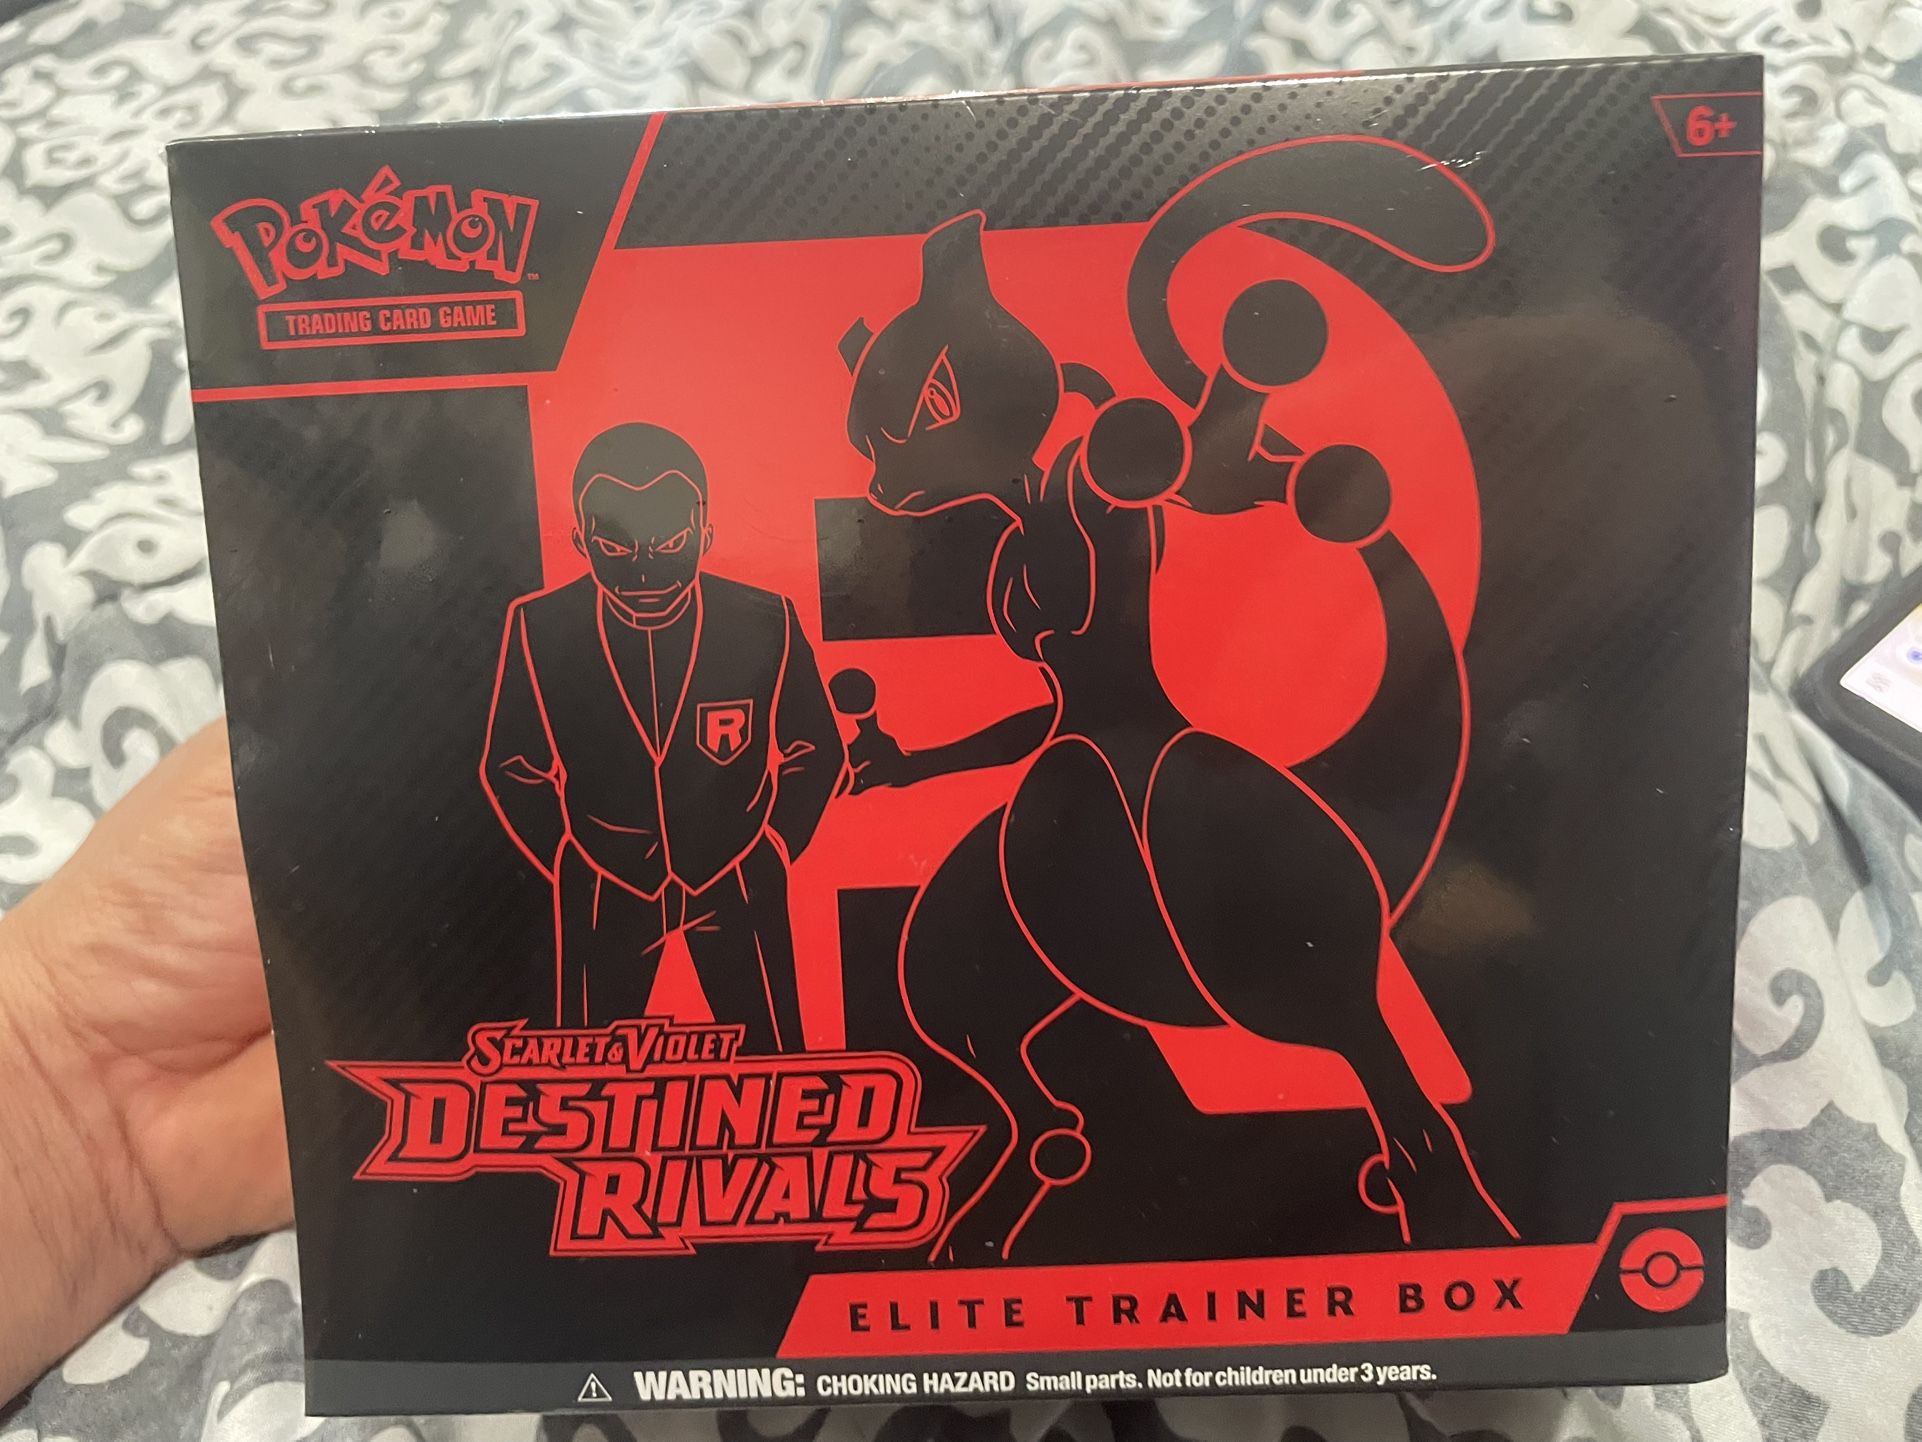 6+
POKéMON™
TRADING CARD GAME
R
SCARLET & VIOLET
DESTINED
RIVALS
ELITE TRAINER BOX
⚠ WARNING: CHOKING HAZARD Small parts. Not for children under 3 years.